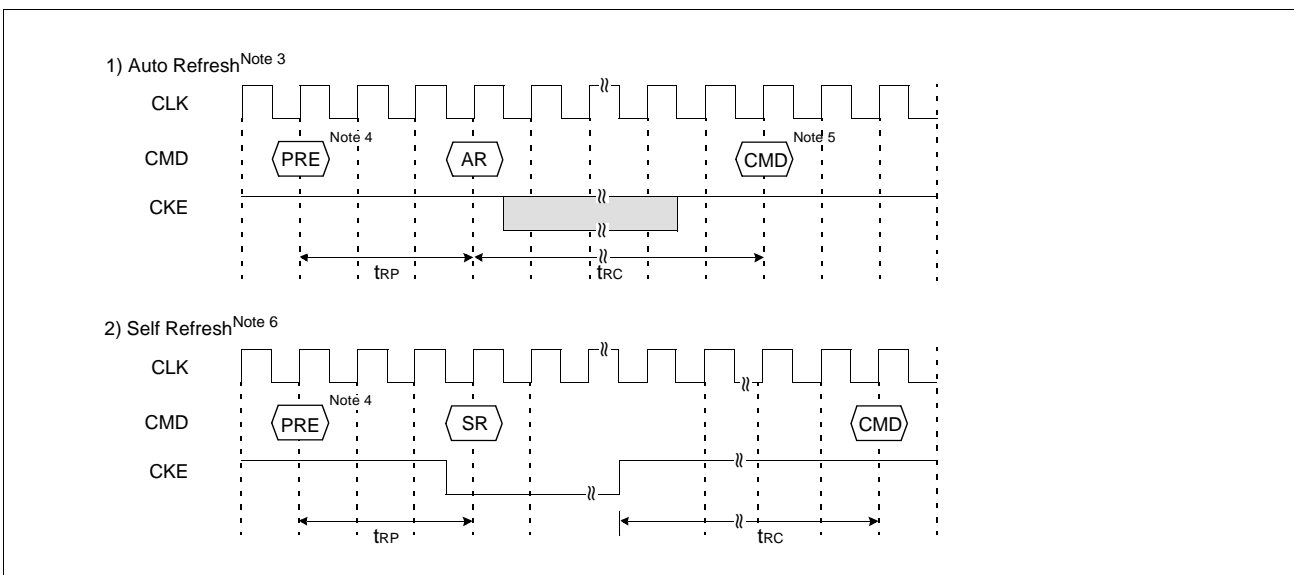 1) Auto Refresh Note 3
CLK
CMD PRE Note 4 AR CMD Note 5
CKE
tRP tRC
2) Self Refresh Note 6
CLK
CMD PRE Note 4 SR CMD
CKE
tRP tRC